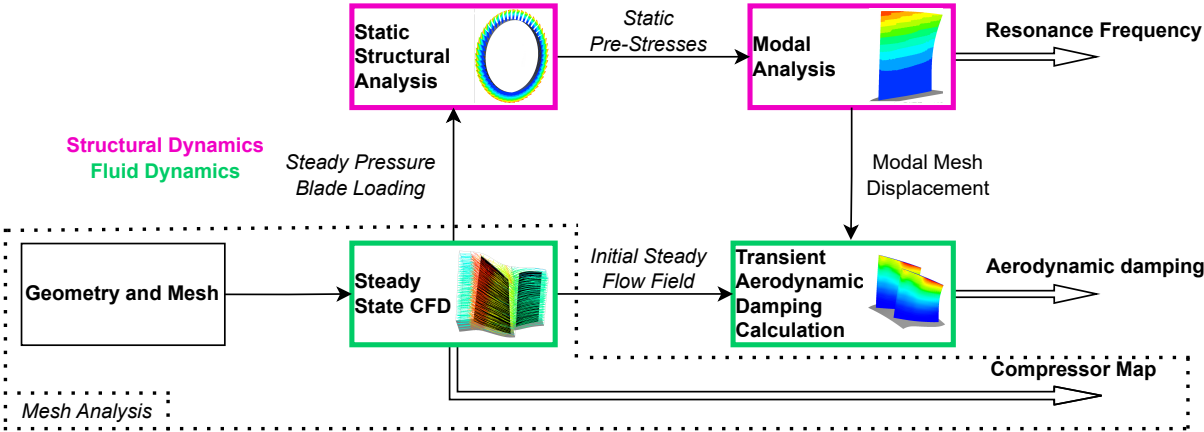 Static
Structural
Analysis
Static
Pre-Stresses
Modal
Analysis
Resonance Frequency
Structural Dynamics
Fluid Dynamics
Steady Pressure
Blade Loading
Modal Mesh
Displacement
Geometry and Mesh
Steady
State CFD
Initial Steady
Flow Field
Transient
Aerodynamic
Damping
Calculation
Aerodynamic damping
Compressor Map
Mesh Analysis